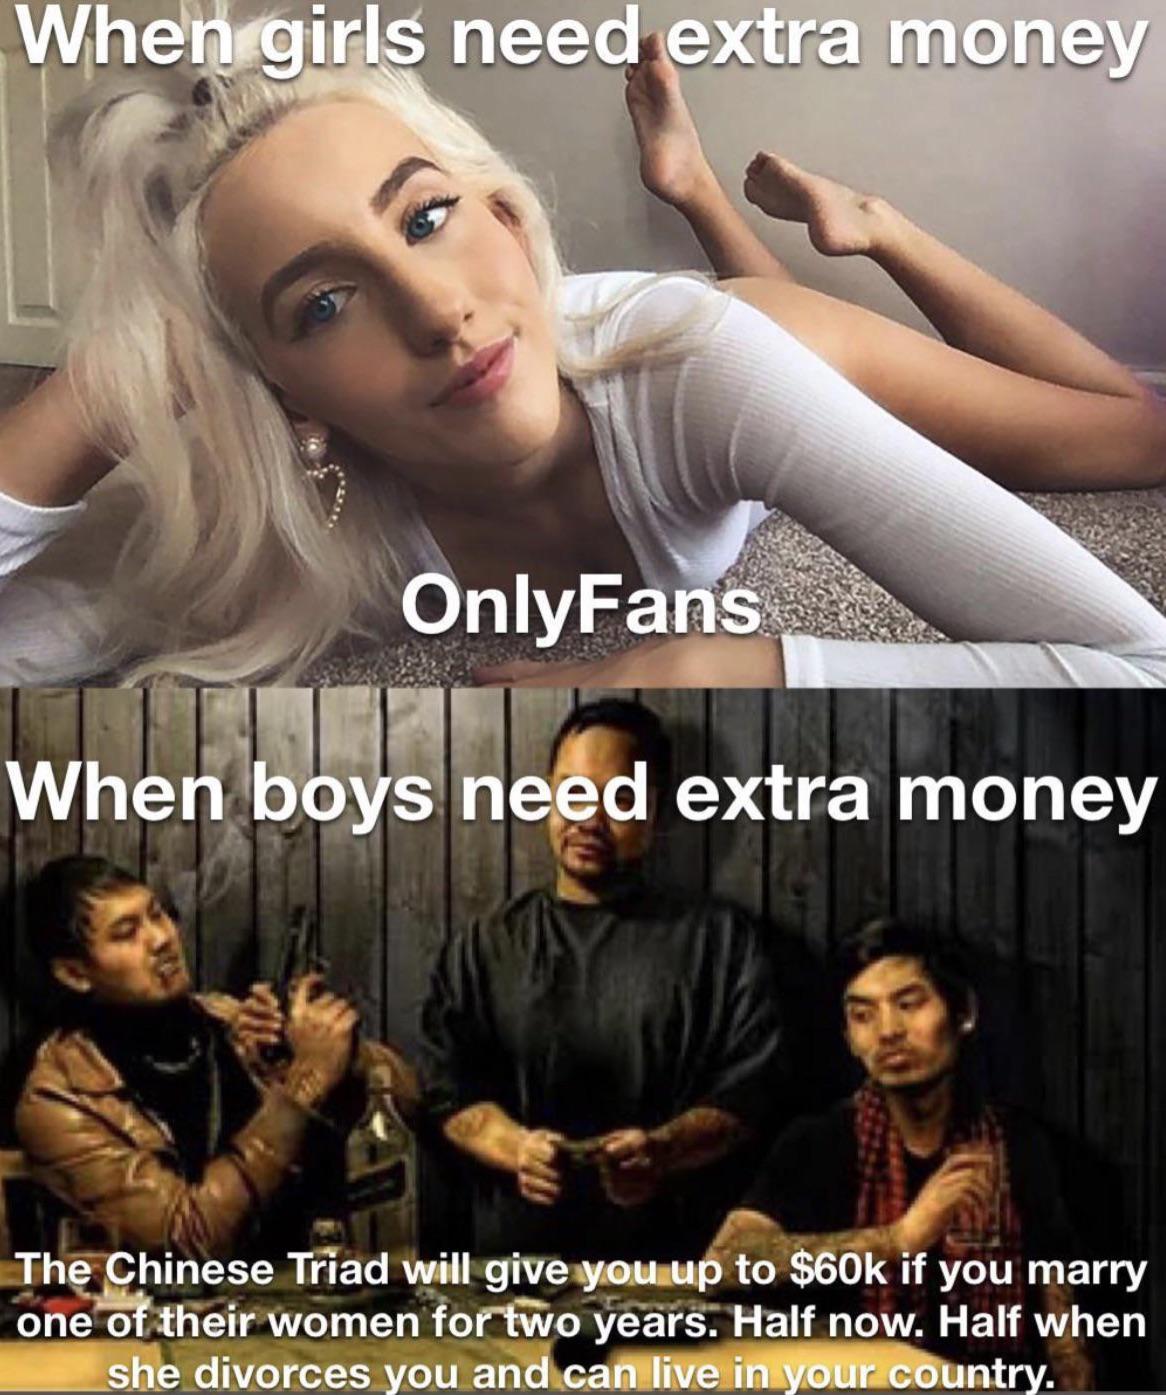 When girls need extra money
OnlyFans
When boys need extra money
The Chinese Triad will give you up to $60k if you marry
one of their women for two years. Half now. Half when
she divorces you and can live in your country.